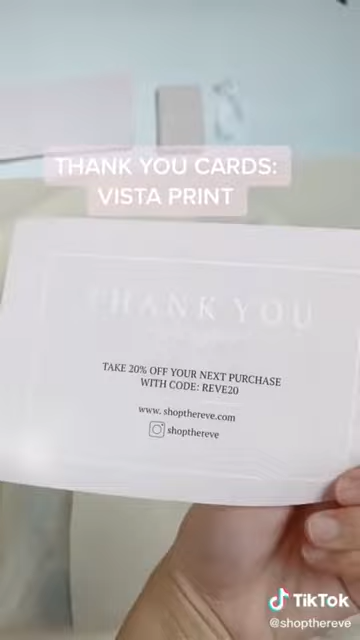 THANK YOU CARDS:
VISTA PRINT
THANK YOU
TAKE 20% OFF YOUR NEXT PURCHASE
WITH CODE: REVE20
www. shopthereve.com
shopthereve
TikTok
@shopthereve